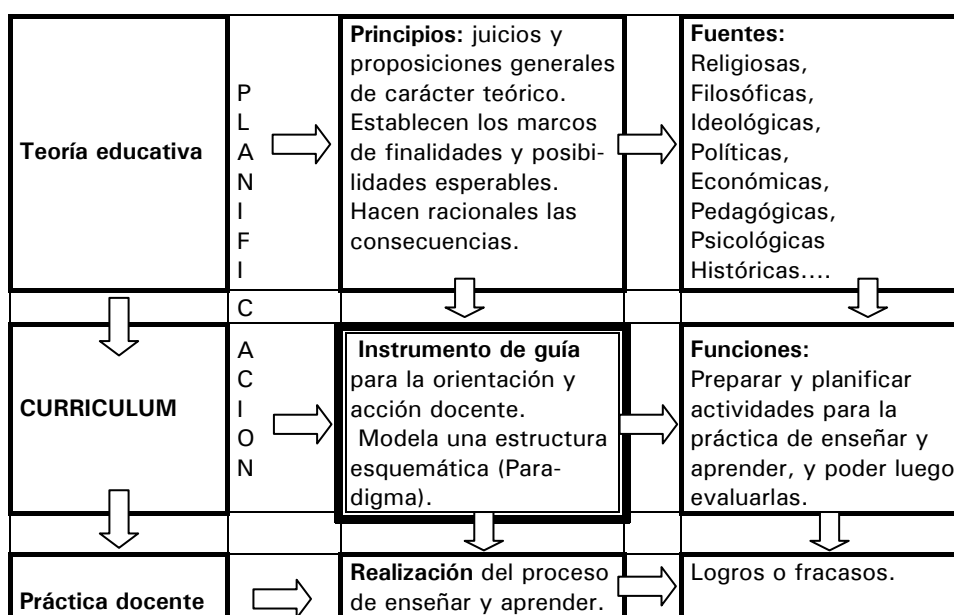 Teoría educativa
P
L
A
N
I
F
I
C
A
C
I
O
N
Principios: juicios y
proposiciones generales
de carácter teórico.
Establecen los marcos
de finalidades y posibi-
lidades esperables.
Hacen racionales las
consecuencias.
Fuentes:
Religiosas,
Filosóficas,
Ideológicas,
Políticas,
Económicas,
Pedagógicas,
Psicológicas
Históricas....
CURRICULUM
Instrumento de guía
para la orientación y
acción docente.
Modela una estructura
esquemática (Para-
digma).
Funciones:
Preparar y planificar
actividades para la
práctica de enseñar y
aprender, y poder luego
evaluarlas.
Práctica docente
Realización del proceso
de enseñar y aprender.
Logros o fracasos.